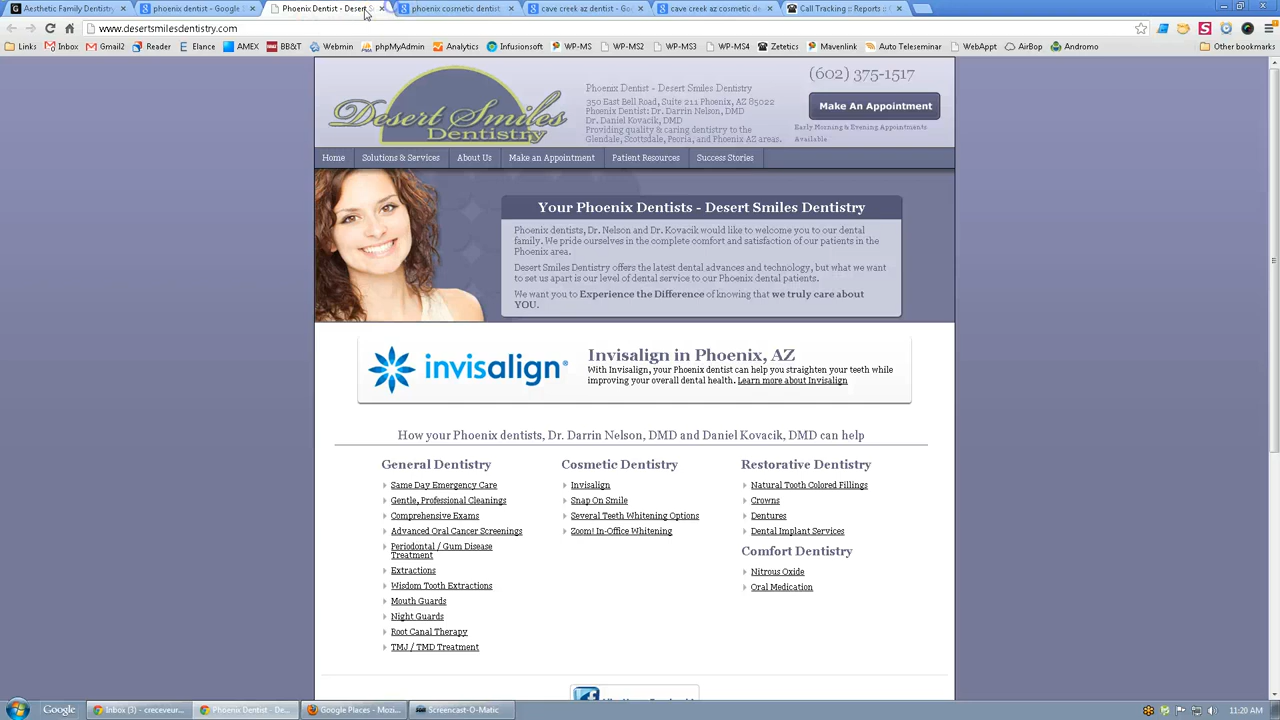 Aesthetic Family Dentistry
phoenix dentist - Google
Phoenix Dentist - Desert S
phoenix cosmetic dentist
cave creek az dentist - Go
cave creek az cosmetic de
Call Tracking :: Reports :: C
www.desertsmilesdentistry.com
Links Inbox Gmail2 Reader Elance AMEX BB&T Webmin phpMyAdmin Analytics Infusionsoft WP-MS WP-MS2 WP-MS3 WP-MS4 Zetetics Mavenlink Auto Teleseminar WebAppt AirBop Andromo Other bookmarks
Desert Smiles
Dentistry
Phoenix Dentist - Desert Smiles Dentistry
350 East Bell Road, Suite 211 Phoenix, AZ 85022
Phoenix Dentist: Dr. Darrin Nelson, DMD
Dr. Daniel Kovacik, DMD
Providing quality & caring dentistry to the
Glendale, Scottsdale, Peoria, and Phoenix AZ areas.
(602) 375-1517
Make An Appointment
Early Morning & Evening Appointments
Available
Home Solutions & Services About Us Make an Appointment Patient Resources Success Stories
Your Phoenix Dentists - Desert Smiles Dentistry
Phoenix dentists, Dr. Nelson and Dr. Kovacik would like to welcome you to our dental
family. We pride ourselves in the complete comfort and satisfaction of our patients in the
Phoenix area.
Desert Smiles Dentistry offers the latest dental advances and technology, but what we want
to set us apart is our level of dental service to our Phoenix dental patients.
We want you to Experience the Difference of knowing that we truly care about
YOU.
invisalign
Invisalign in Phoenix, AZ
With Invisalign, your Phoenix dentist can help you straighten your teeth while
improving your overall dental health. Learn more about Invisalign
How your Phoenix dentists, Dr. Darrin Nelson, DMD and Daniel Kovacik, DMD can help
General Dentistry
Same Day Emergency Care
Gentle, Professional Cleanings
Comprehensive Exams
Advanced Oral Cancer Screenings
Periodontal / Gum Disease
Treatment
Extractions
Wisdom Tooth Extractions
Mouth Guards
Night Guards
Root Canal Therapy
TMJ / TMD Treatment
Cosmetic Dentistry
Invisalign
Snap On Smile
Several Teeth Whitening Options
Zoom! In-Office Whitening
Restorative Dentistry
Natural Tooth Colored Fillings
Crowns
Dentures
Dental Implant Services
Comfort Dentistry
Nitrous Oxide
Oral Medication
Google
Inbox (3) - creceveur...
Phoenix Dentist - De...
Google Places - Mozi...
Screencast-O-Matic
11:20 AM